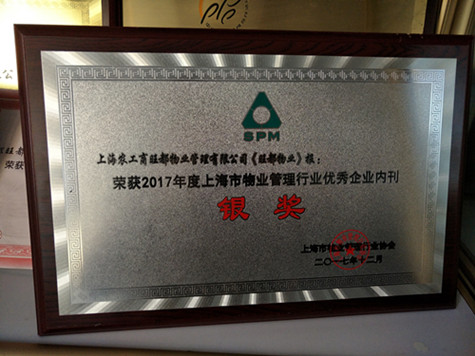 SPM
上海农工商旺都物业管理有限公司《旺都物业》报：
荣获2017年度上海市物业管理行业优秀企业内刊
银奖
上海市物业管理行业协会
二〇一七年十二月
荣获